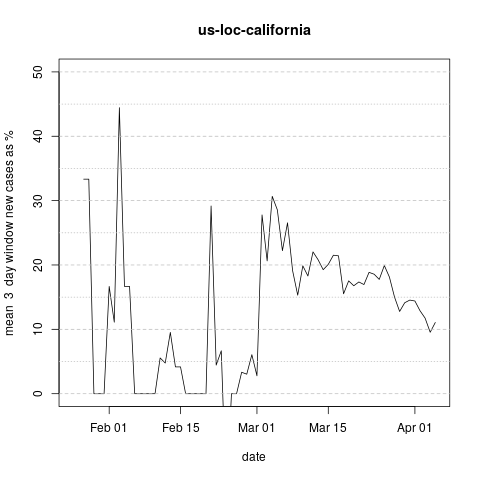 us-loc-california
mean 3 day window new cases as %
50
40
30
20
10
0
Feb 01 Feb 15 Mar 01 Mar 15 Apr 01
date